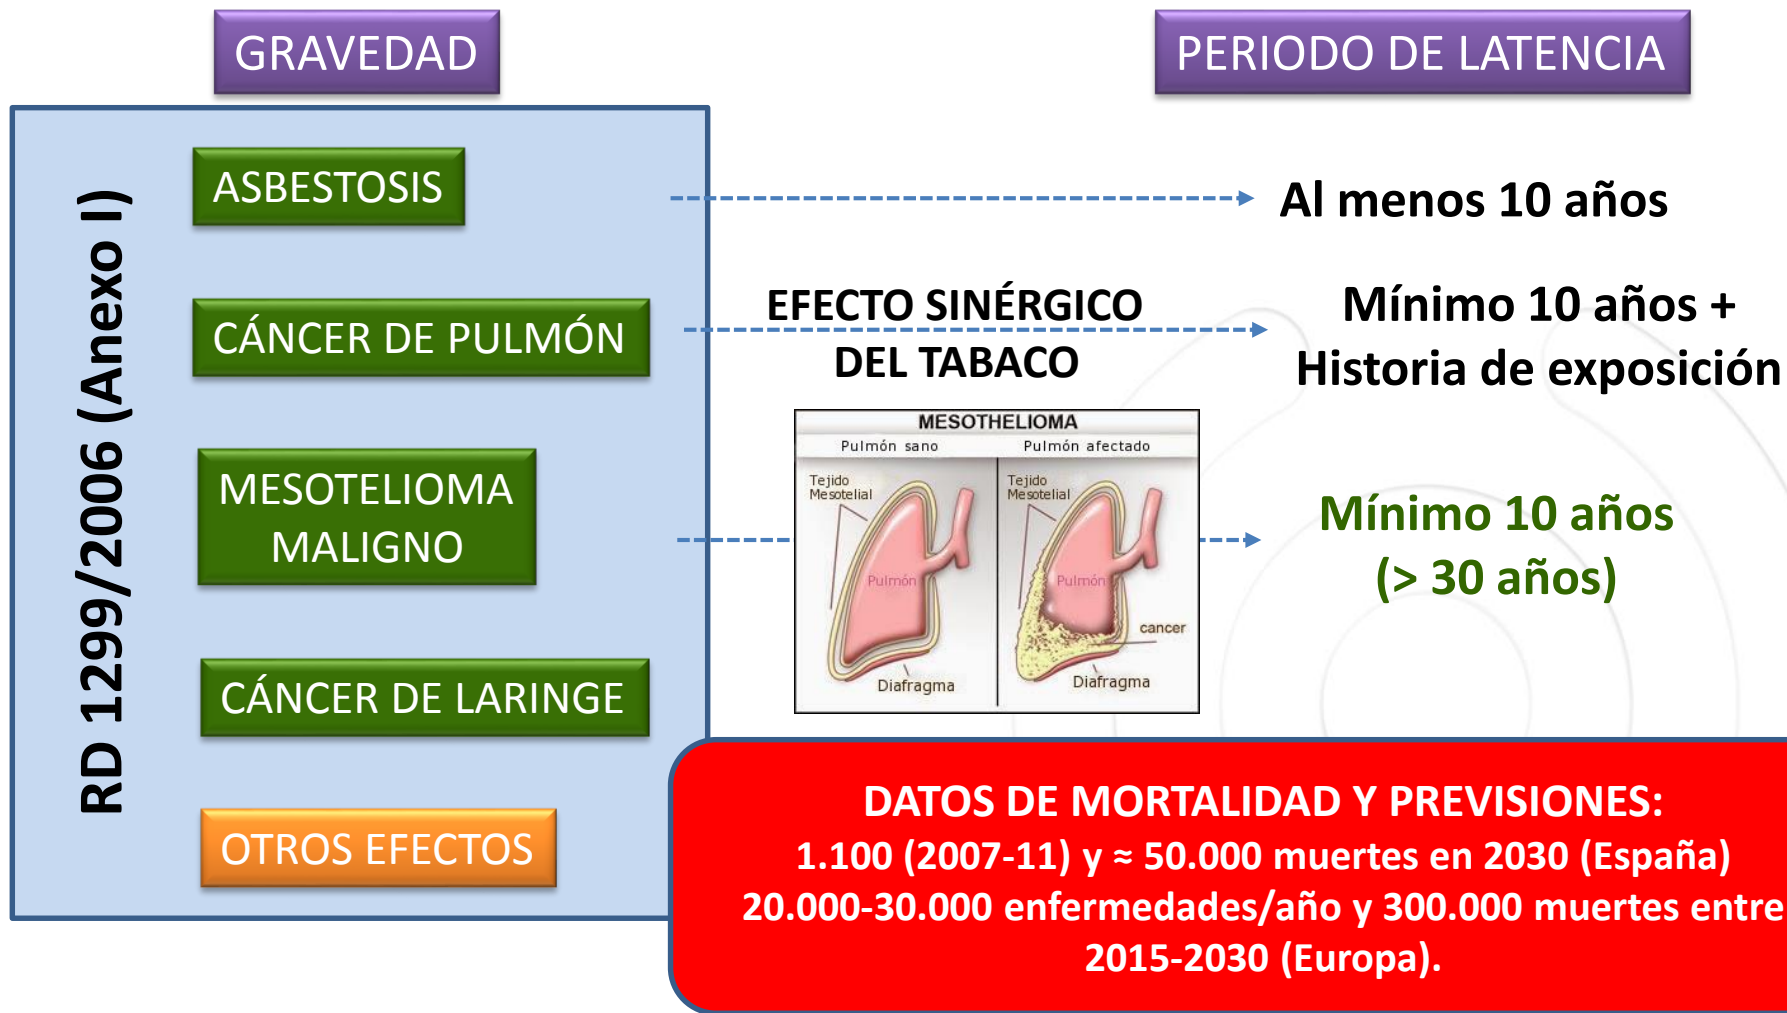 GRAVEDAD
PERIODO DE LATENCIA
RD 1299/2006 (Anexo I)
ASBESTOSIS
Al menos 10 años
CÁNCER DE PULMÓN
EFECTO SINÉRGICO
DEL TABACO
Mínimo 10 años +
Historia de exposición
MESOTELIOMA
MALIGNO
MESOTHELIOMA
Pulmón sano
Pulmón afectado
Tejido
Mesotelial
Pulmón
Diafragma
Tejido
Mesotelial
Pulmón
cancer
Diafragma
Mínimo 10 años
(> 30 años)
CÁNCER DE LARINGE
OTROS EFECTOS
DATOS DE MORTALIDAD Y PREVISIONES:
1.100 (2007-11) y ≈ 50.000 muertes en 2030 (España)
20.000-30.000 enfermedades/año y 300.000 muertes entre
2015-2030 (Europa).